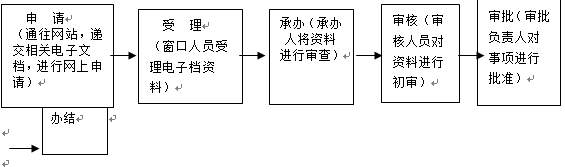 申　请
（通往网站，递
交相关电子文
档，进行网上申
请）
受　理
（窗口人员受
理电子档资
料）
承办（承办
人将资料
进行审查）
审核（审
核人员对
资料进行
初审）
审批（审批
负责人对
事项进行
批准）
办结